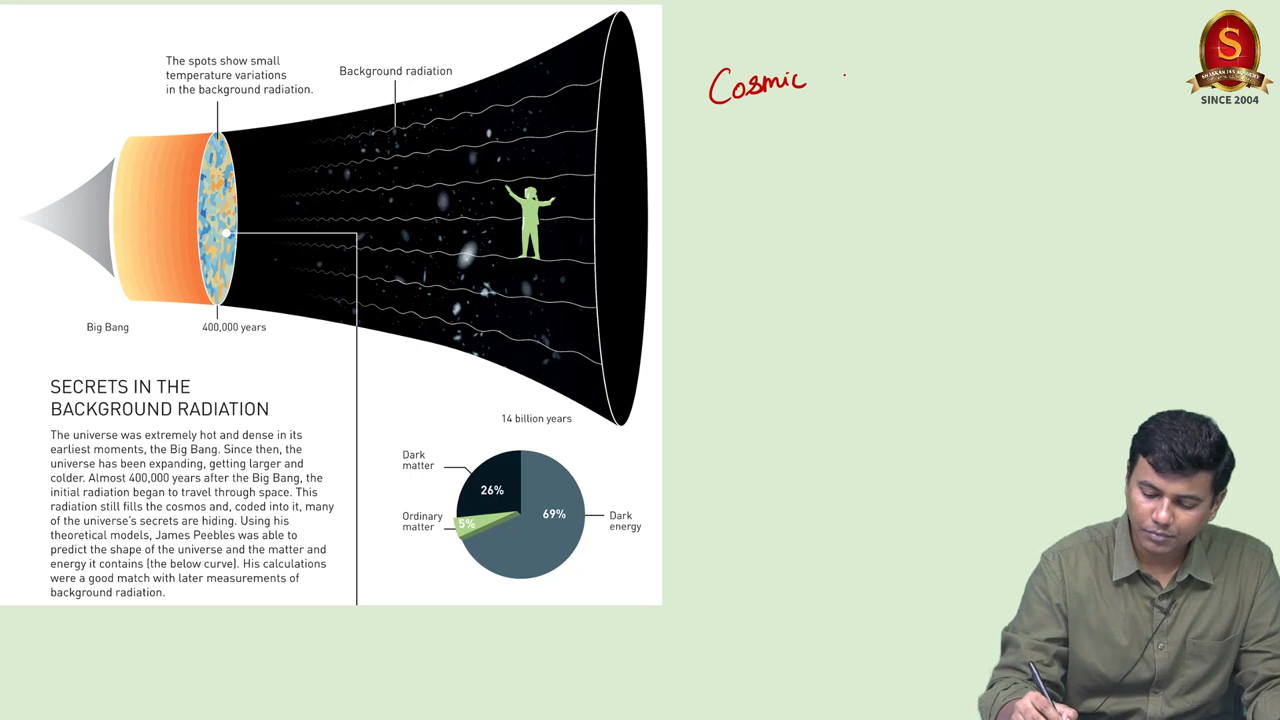 The spots show small
temperature variations
in the background radiation.
Background radiation
Cosmic
S
SINCE 2004
Big Bang
400,000 years
14 billion years
SECRETS IN THE
BACKGROUND RADIATION
The universe was extremely hot and dense in its
earliest moments, the Big Bang. Since then, the
universe has been expanding, getting larger and
colder. Almost 400,000 years after the Big Bang, the
initial radiation began to travel through space. This
radiation still fills the cosmos and, coded into it, many
of the universe's secrets are hiding. Using his
theoretical models, James Peebles was able to
predict the shape of the universe and the matter and
energy it contains (the below curve). His calculations
were a good match with later measurements of
background radiation.
Dark
matter
26%
Ordinary
matter
5%
69%
Dark
energy